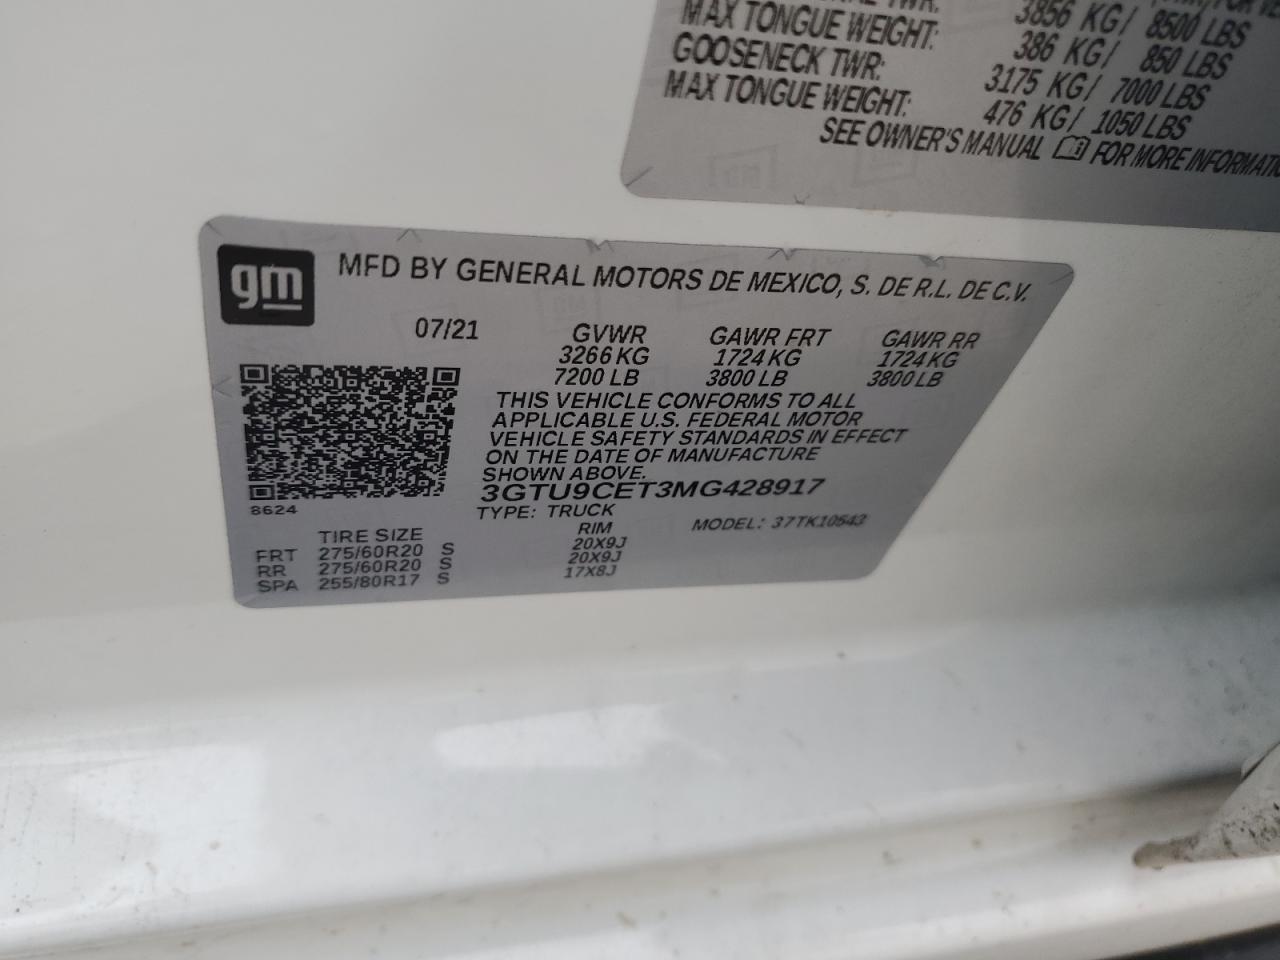 TWR:
3856 KG/ 8500 LBS
MAX TONGUE WEIGHT:
386 KG/ 850 LBS
GOOSENECK TWR:
3175 KG/ 7000 LBS
MAX TONGUE WEIGHT:
476 KG/ 1050 LBS
SEE OWNER'S MANUAL FOR MORE
gm
MFD BY GENERAL MOTORS DE MEXICO, S. DE R.L. DE C.V.
07/21 GVWR GAWR FRT GAWR RR
3266 KG 1724 KG 1724 KG
7200 LB 3800 LB 3800 LB
THIS VEHICLE CONFORMS TO ALL
APPLICABLE U.S. FEDERAL MOTOR
VEHICLE SAFETY STANDARDS IN EFFECT
ON THE DATE OF MANUFACTURE
SHOWN ABOVE.
3GTU9CET3MG428917
8624
TYPE: TRUCK MODEL: 37TK10543
TIRE SIZE RIM
FRT 275/60R20 S 20X9J
RR 275/60R20 S 20X9J
SPA 255/80R17 S 17X8J